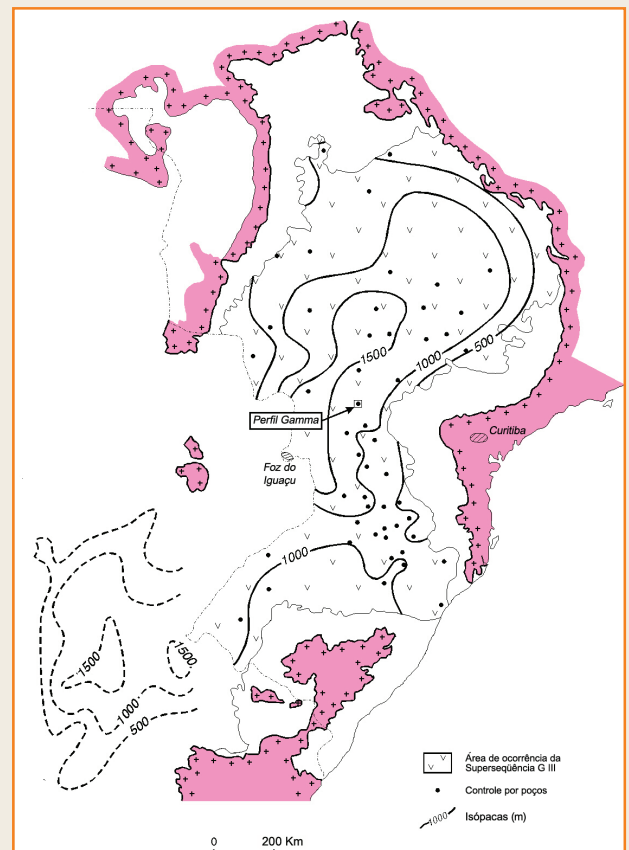 1500
1000
500
Perfil Gamma
Curitiba
Foz do
Iguaçu
1000
1500
1500
1000
500
Área de ocorrência da
Superseqüência G III
Controle por poços
1000
Isópacas (m)
0 200 Km